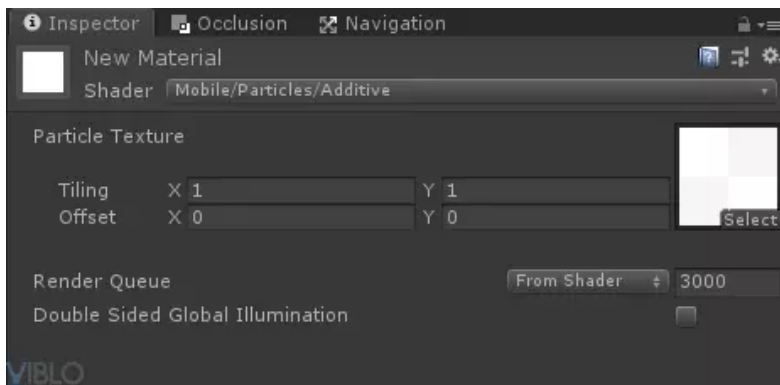 Inspector Occlusion Navigation
New Material
Shader Mobile/Particles/Additive
Particle Texture
Tiling X 1 Y 1
Offset X 0 Y 0
Select
Render Queue From Shader 3000
Double Sided Global Illumination
VIBLO